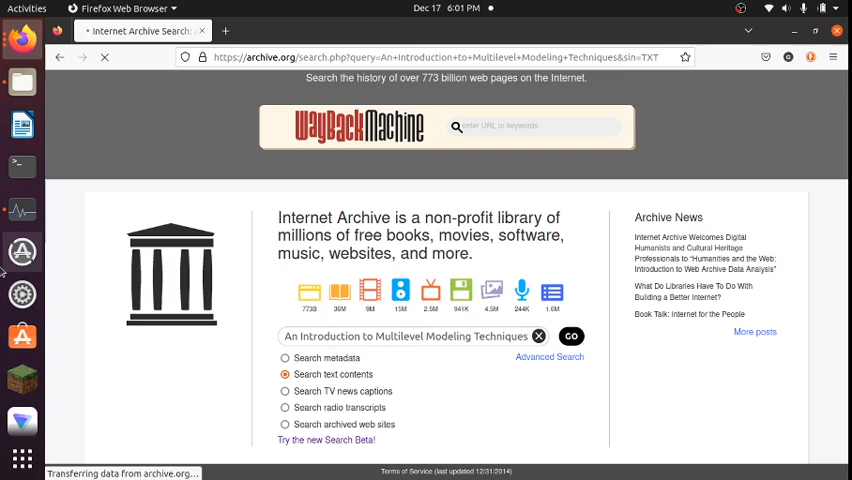 Activities
Firefox Web Browser
Dec 17 6:01 PM
Internet Archive Search:
https://archive.org/search.php?query=An+Introduction+to+Multilevel+Modeling+Techniques&sin=TXT
Search the history of over 773 billion web pages on the Internet.
WayBackMachine
enter URL or keywords
Internet Archive is a non-profit library of
millions of free books, movies, software,
music, websites, and more.
773B 36M 9M 15M 2.5M 941K 4.5M 244K 1.6M
An Introduction to Multilevel Modeling Techniques
GO
Search metadata
Advanced Search
Search text contents
Search TV news captions
Search radio transcripts
Search archived web sites
Try the new Search Beta!
Archive News
Internet Archive Welcomes Digital
Humanists and Cultural Heritage
Professionals to “Humanities and the Web:
Introduction to Web Archive Data Analysis”
What Do Libraries Have To Do With
Building a Better Internet?
Book Talk: Internet for the People
More posts
Transferring data from archive.org...
Terms of Service (last updated 12/31/2014)